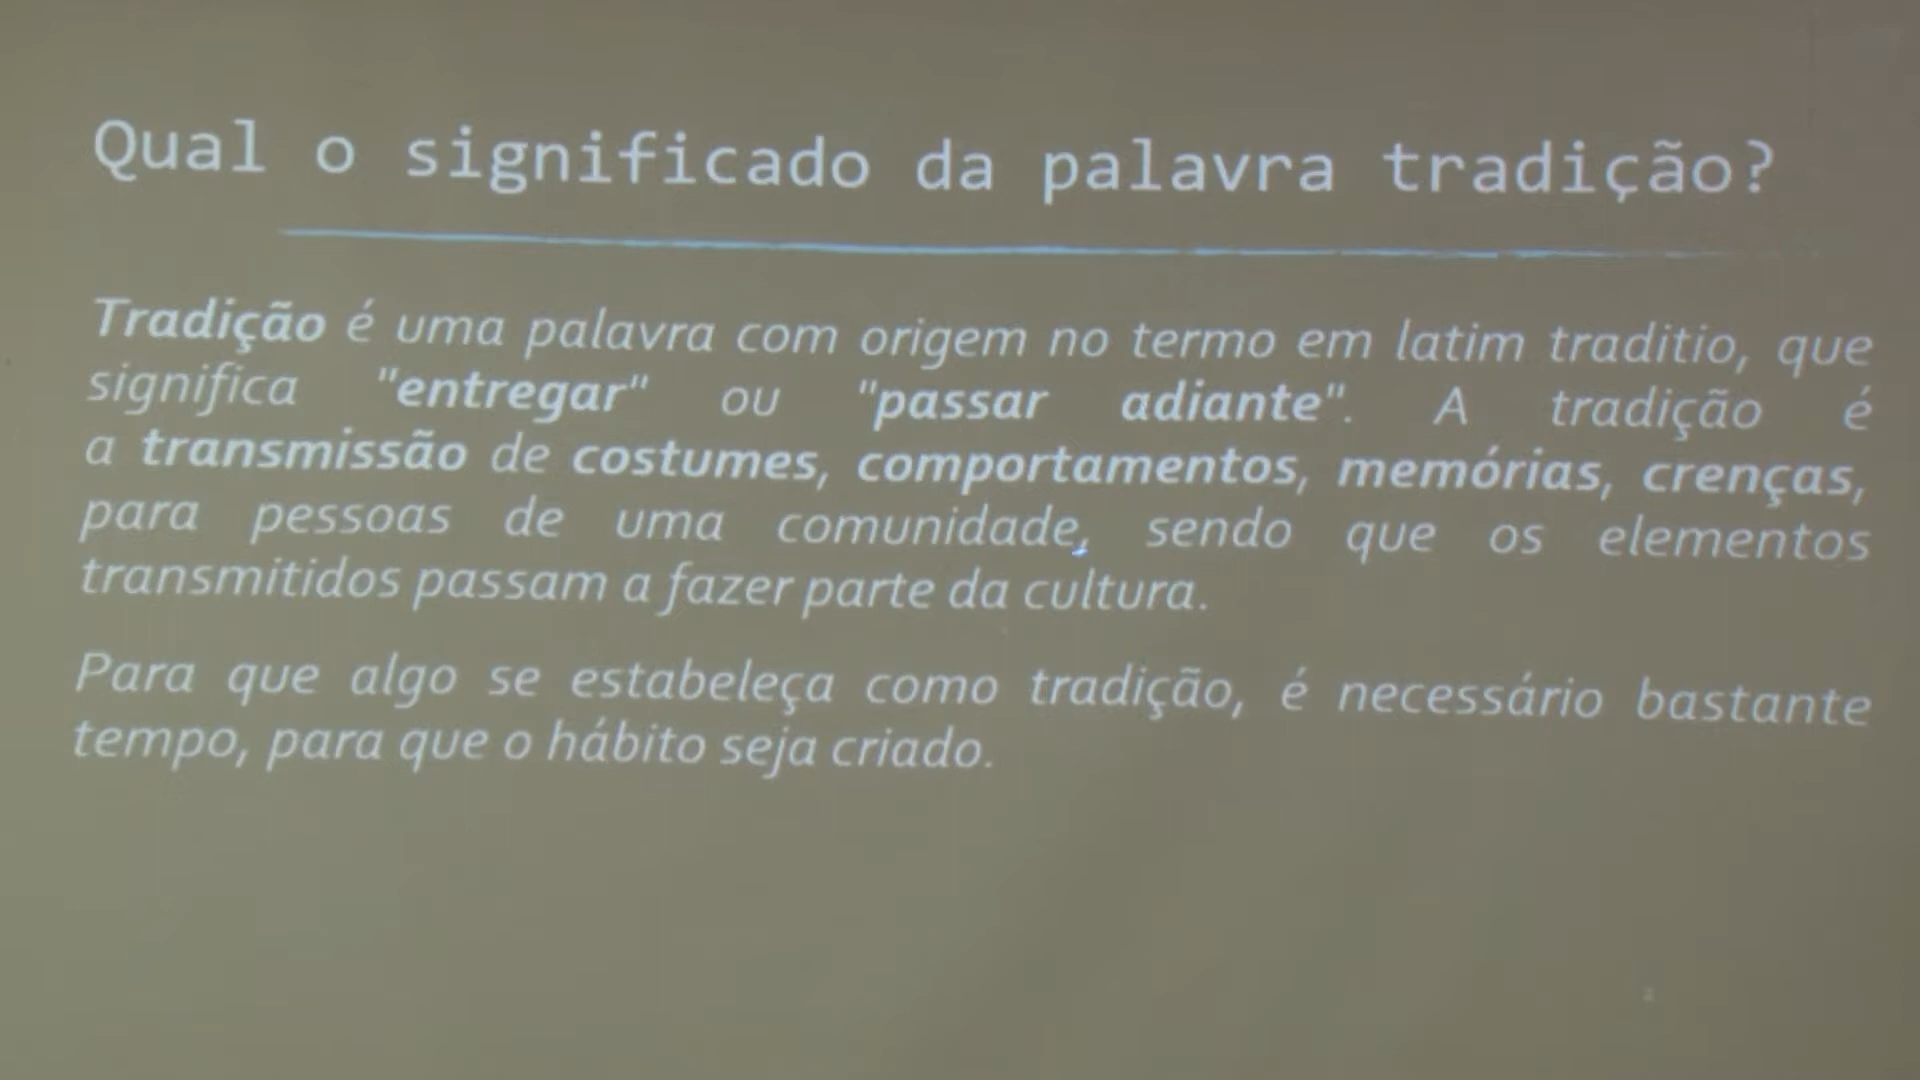 Qual o significado da palavra tradição?
Tradição é uma palavra com origem no termo em latim traditio, que
significa "entregar" ou "passar adiante". A tradição é
a transmissão de costumes, comportamentos, memórias, crenças,
para pessoas de uma comunidade, sendo que os elementos
transmitidos passam a fazer parte da cultura.
Para que algo se estabeleça como tradição, é necessário bastante
tempo, para que o hábito seja criado.